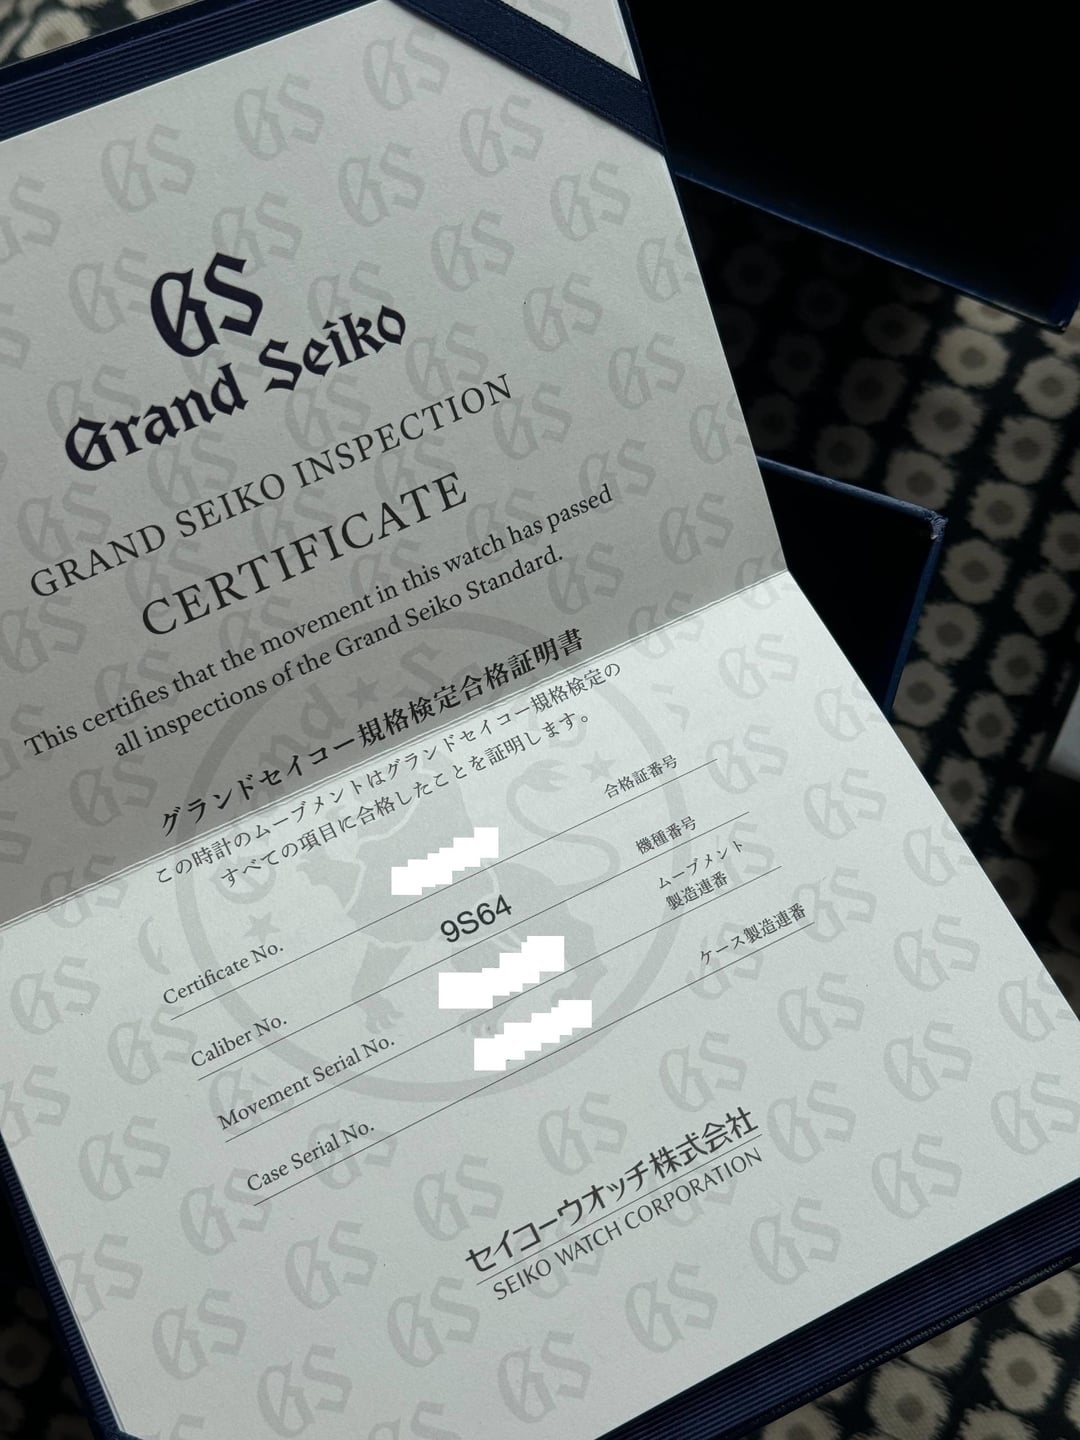 GS
Grand Seiko
GRAND SEIKO INSPECTION
CERTIFICATE
This certifies that the movement in this watch has passed
all inspections of the Grand Seiko Standard.
グランドセイコー規格検定合格証明書
この時計のムーブメントはグランドセイコー規格検定の
すべての項目に合格したことを証明します。
Certificate No. 合格証番号
Caliber No. 9S64 機種番号
Movement Serial No. ムーブメント
製造連番
Case Serial No. ケース製造連番
セイコーウオッチ株式会社
SEIKO WATCH CORPORATION